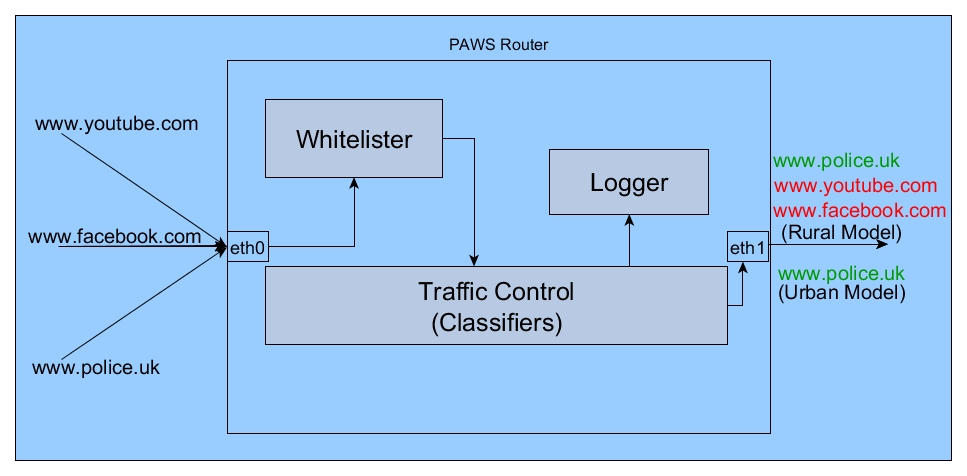 PAWS Router
www.youtube.com
www.facebook.com
www.police.uk
eth0
Whitelister
Logger
Traffic Control
(Classifiers)
eth1
www.police.uk
www.youtube.com
www.facebook.com
(Rural Model)
www.police.uk
(Urban Model)